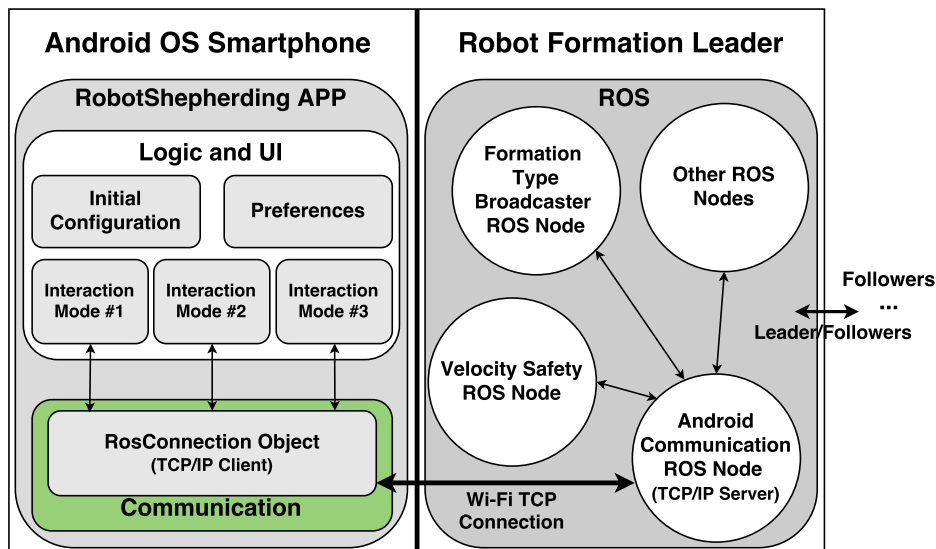 Android OS Smartphone
RobotShepherding APP
Logic and UI
Initial
Configuration
Preferences
Interaction
Mode #1
Interaction
Mode #2
Interaction
Mode #3
RosConnection Object
(TCP/IP Client)
Communication
Robot Formation Leader
ROS
Formation
Type
Broadcaster
ROS Node
Other ROS
Nodes
Velocity Safety
ROS Node
Android
Communication
ROS Node
(TCP/IP Server)
Wi-Fi TCP
Connection
Followers
...
Leader/Followers